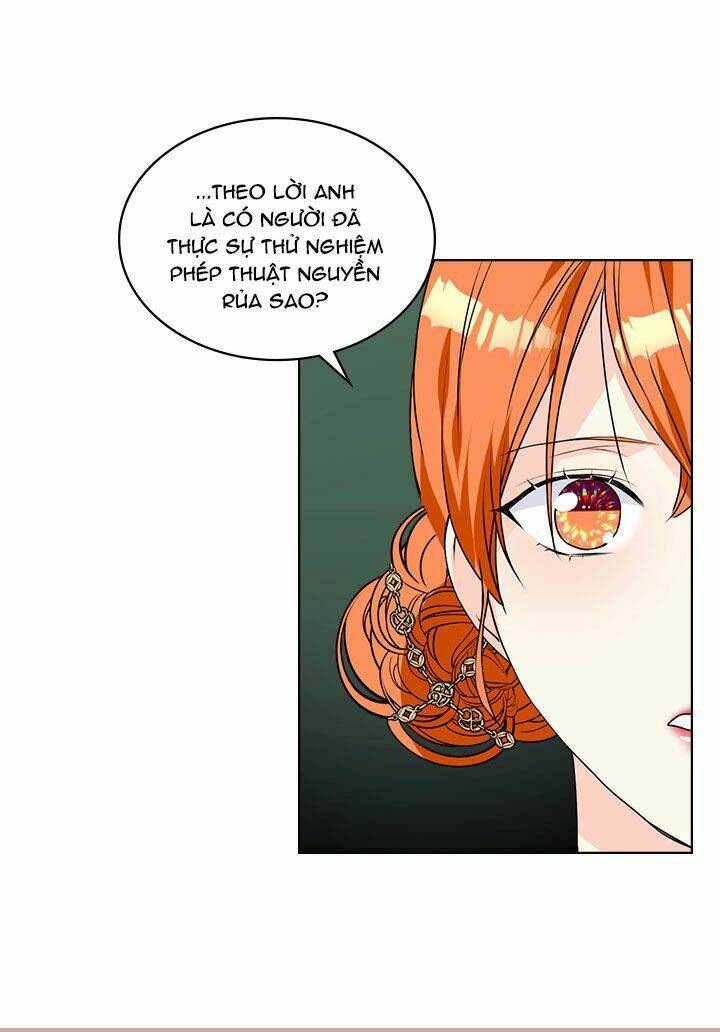 ...THEO LỜI ANH
LÀ CÓ NGƯỜI ĐÃ
THỰC SỰ THỬ NGHIỆM
PHÉP THUẬT NGUYỀN
RỦA SAO?